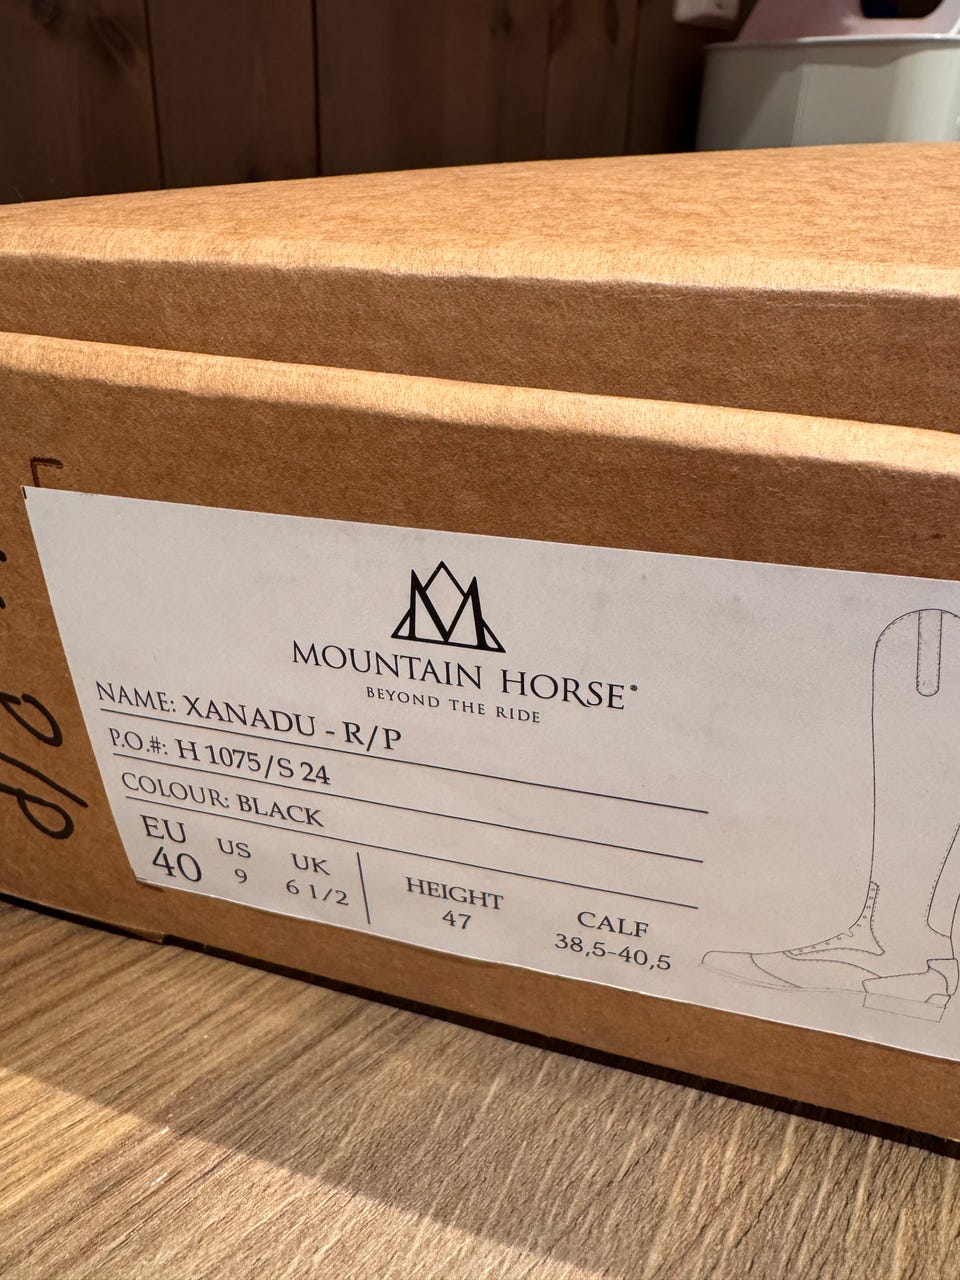 MOUNTAIN HORSE®
BEYOND THE RIDE
NAME: XANADU - R/P
P.O.#: H 1075/S 24
COLOUR: BLACK
EU US UK HEIGHT CALF
40 9 6 1/2 47 38,5-40,5